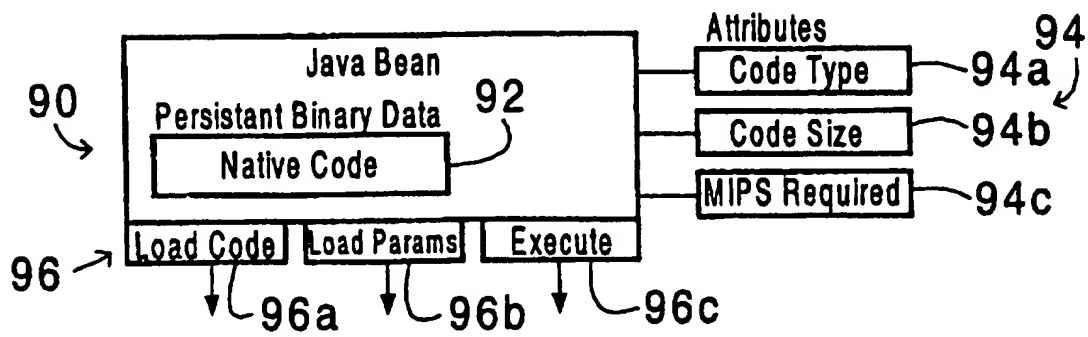 Attributes
94
Java Bean
Code Type
94a
90
92
Persistant Binary Data
Code Size
94b
Native Code
MIPS Required
94c
96
Load Code
Load Params
Execute
96a
96b
96c